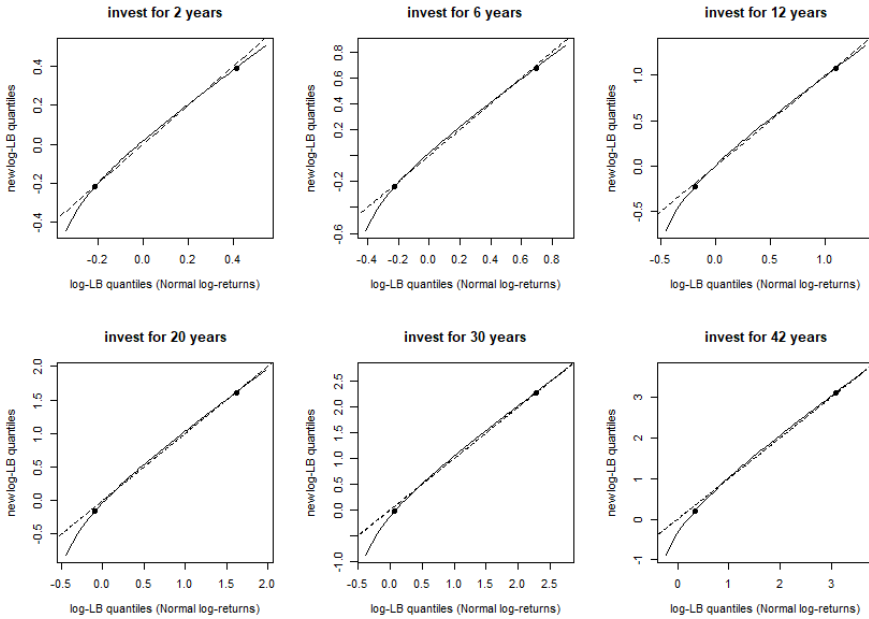 invest for 2 years
invest for 6 years
invest for 12 years
new log-LB quantiles
-0.4 -0.2 0.0 0.2 0.4
-0.2 0.0 0.2 0.4
log-LB quantiles (Normal log-returns)
new log-LB quantiles
-0.6 -0.2 0.2 0.4 0.6 0.8
-0.4 -0.2 0.0 0.2 0.4 0.6 0.8
log-LB quantiles (Normal log-returns)
new log-LB quantiles
-0.5 0.0 0.5 1.0
-0.5 0.0 0.5 1.0
log-LB quantiles (Normal log-returns)
invest for 20 years
invest for 30 years
invest for 42 years
new log-LB quantiles
-0.5 0.0 0.5 1.0 1.5 2.0
-0.5 0.0 0.5 1.0 1.5 2.0
log-LB quantiles (Normal log-returns)
new log-LB quantiles
-1.0 0.0 0.5 1.0 1.5 2.0 2.5
-0.5 0.0 0.5 1.0 1.5 2.0 2.5
log-LB quantiles (Normal log-returns)
new log-LB quantiles
-1 0 1 2 3
0 1 2 3
log-LB quantiles (Normal log-returns)